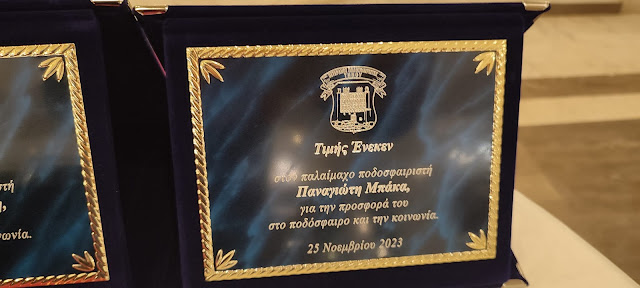 Τιμής Ένεκεν
στον παλαίμαχο ποδοσφαιριστή
Παναγιώτη Μπάκα,
για την προσφορά του
στο ποδόσφαιρο και την κοινωνία.
25 Νοεμβρίου 2023